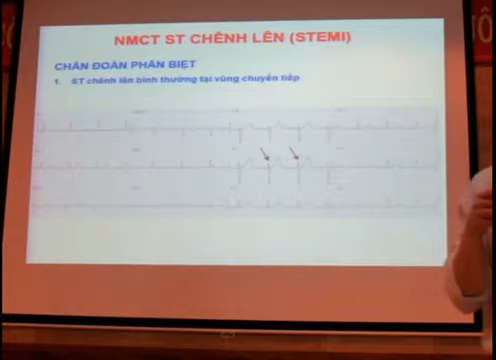 NMCT ST CHÊNH LÊN (STEMI)
CHẨN ĐOÁN PHÂN BIỆT
1. ST chênh lên bình thường tại vùng chuyển tiếp